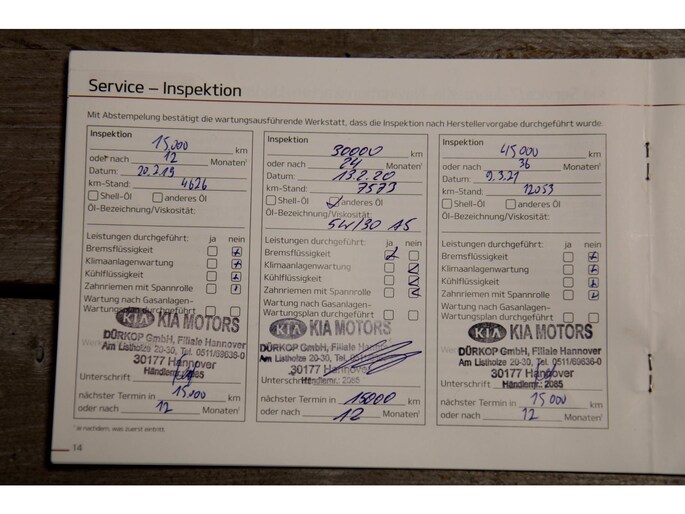 Service – Inspektion
Mit Abstempelung bestätigt die wartungsausführende Werkstatt, dass die Inspektion nach Herstellervorgabe durchgeführt wurde.
Inspektion
15.000 km
oder nach 12 Monaten¹
Datum: 20.2.19
km-Stand: 4626
Shell-Öl anderes Öl
Öl-Bezeichnung/Viskosität:
Leistungen durchgeführt: ja nein
Bremsflüssigkeit
Klimaanlagenwartung
Kühlflüssigkeit
Zahnriemen mit Spannrolle
Wartung nach Gasanlagen-
Wartungsplan durchgeführt
KIA KIA MOTORS
DÜRKOP GmbH, Filiale Hannover
Am Listholze 20-30, Tel. 0511/69636-0
30177 Hannover
Händlernr.: 2085
Unterschrift
nächster Termin in 15.000 km
oder nach 12 Monaten¹
Inspektion
30000 km
oder nach 24 Monaten¹
Datum: 13.2.20
km-Stand: 7573
Shell-Öl anderes Öl
Öl-Bezeichnung/Viskosität:
5W/30 A5
Leistungen durchgeführt: ja nein
Bremsflüssigkeit
Klimaanlagenwartung
Kühlflüssigkeit
Zahnriemen mit Spannrolle
Wartung nach Gasanlagen-
Wartungsplan durchgeführt
KIA KIA MOTORS
DÜRKOP GmbH, Filiale Hannover
Am Listholze 20-30, Tel.
30177 Hannover
Händlernr.: 2085
Unterschrift
nächster Termin in 15000 km
oder nach 12 Monaten¹
Inspektion
45000 km
oder nach 36 Monaten¹
Datum: 9.3.21
km-Stand: 12053
Shell-Öl anderes Öl
Öl-Bezeichnung/Viskosität:
Leistungen durchgeführt: ja nein
Bremsflüssigkeit
Klimaanlagenwartung
Kühlflüssigkeit
Zahnriemen mit Spannrolle
Wartung nach Gasanlagen-
Wartungsplan durchgeführt
KIA KIA MOTORS
DÜRKOP GmbH, Filiale Hannover
Am Listholze 20-30, Tel. 0511/69636-0
30177 Hannover
Händlernr.: 2085
Unterschrift
nächster Termin in 15000 km
oder nach 12 Monaten¹
¹ Je nachdem, was zuerst eintritt.
14